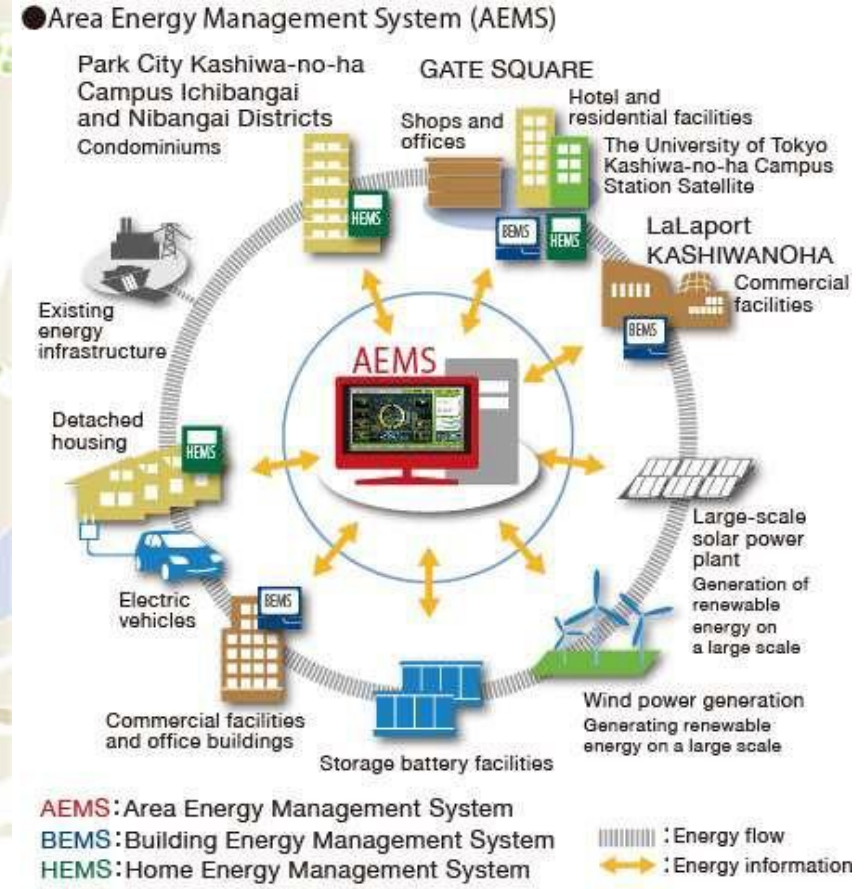 ●Area Energy Management System (AEMS)
Park City Kashiwa-no-ha
Campus Ichibangai
and Nibangai Districts
Condominiums
GATE SQUARE
Shops and
offices
Hotel and
residential facilities
The University of Tokyo
Kashiwa-no-ha Campus
Station Satellite
HEMS
BEMS
HEMS
LaLaport
KASHIWANOHA
Commercial
facilities
BEMS
Existing
energy
infrastructure
AEMS
Detached
housing
HEMS
Large-scale
solar power
plant
Generation of
renewable
energy on
a large scale
Electric
vehicles
BEMS
Commercial facilities
and office buildings
Storage battery facilities
Wind power generation
Generating renewable
energy on a large scale
AEMS:Area Energy Management System
BEMS:Building Energy Management System
HEMS:Home Energy Management System
:Energy flow
:Energy information